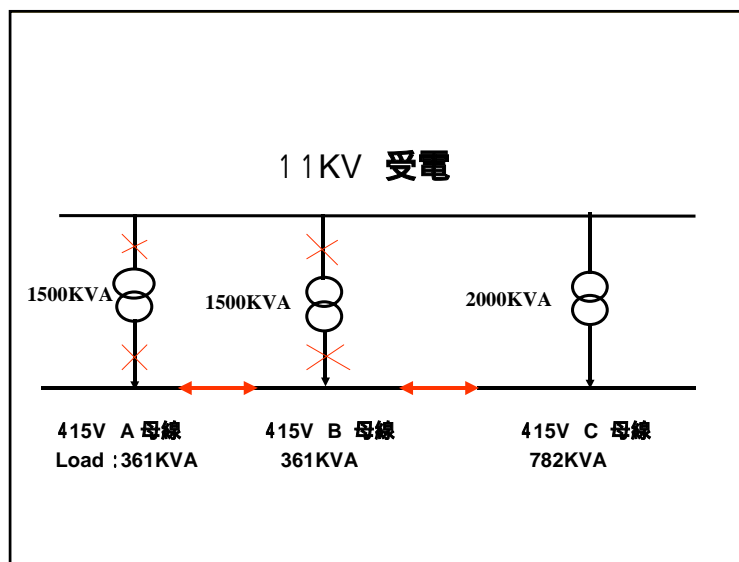 11KV 受電
1500KVA
1500KVA
2000KVA
415V A 母線
Load :361KVA
415V B 母線
361KVA
415V C 母線
782KVA